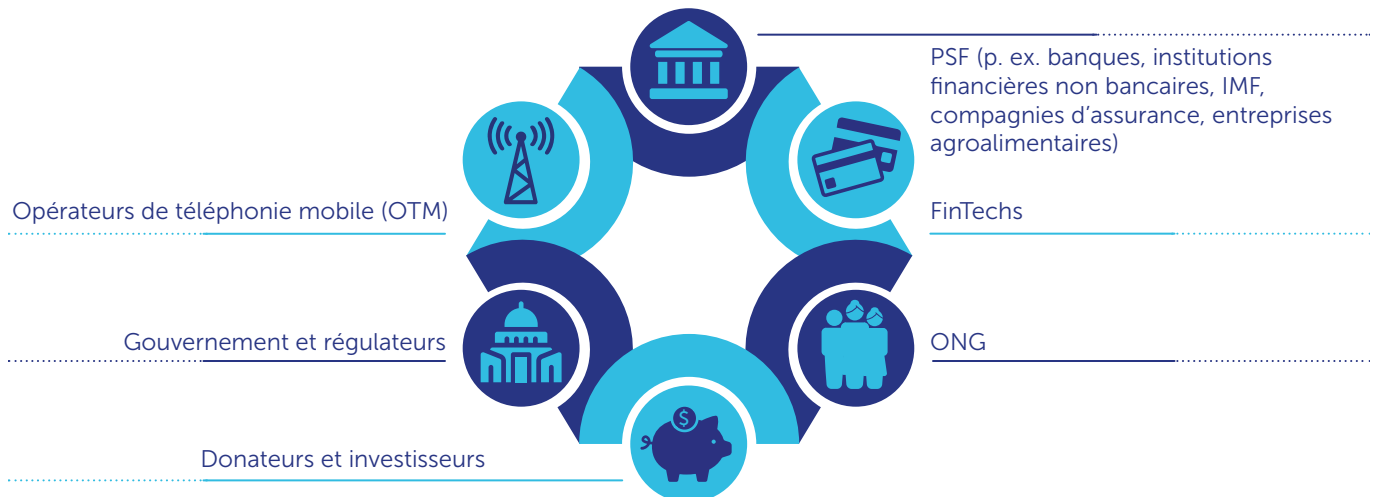 PSF (p. ex. banques, institutions
financières non bancaires, IMF,
compagnies d’assurance, entreprises
agroalimentaires)
Opérateurs de téléphonie mobile (OTM)
FinTechs
Gouvernement et régulateurs
ONG
$
Donateurs et investisseurs